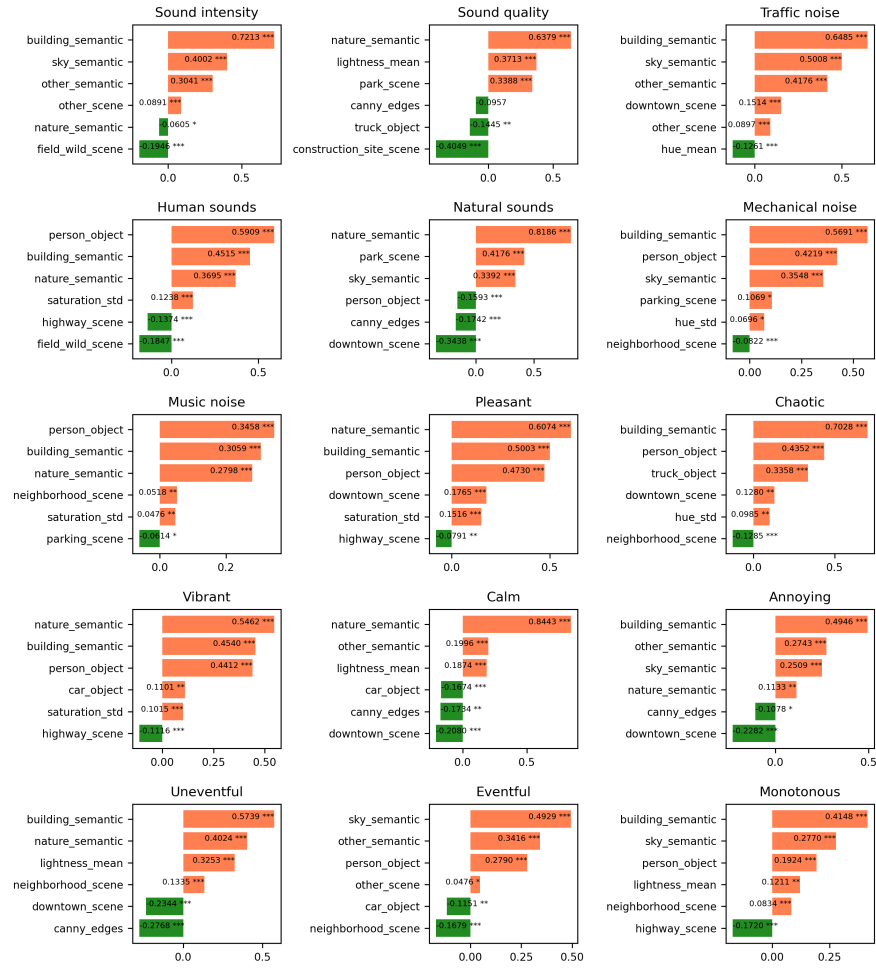 Sound intensity
building_semantic 0.7213 ***
sky_semantic 0.4002 ***
other_semantic 0.3041 ***
other_scene 0.0891 ***
nature_semantic -0.0605 *
field_wild_scene -0.1946 ***
0.0 0.5
Sound quality
nature_semantic 0.6379 ***
lightness_mean 0.3713 ***
park_scene 0.3388 ***
canny_edges -0.0957
truck_object -0.1445 **
construction_site_scene -0.4049 ***
0.0 0.5
Traffic noise
building_semantic 0.6485 ***
sky_semantic 0.5008 ***
other_semantic 0.4176 ***
downtown_scene 0.1514 ***
other_scene 0.0897 ***
hue_mean -0.1261 ***
0.0 0.5
Human sounds
person_object 0.5909 ***
building_semantic 0.4515 ***
nature_semantic 0.3695 ***
saturation_std 0.1238 ***
highway_scene -0.1374 ***
field_wild_scene -0.1847 ***
0.0 0.5
Natural sounds
nature_semantic 0.8186 ***
park_scene 0.4176 ***
sky_semantic 0.3392 ***
person_object -0.1593 ***
canny_edges -0.1742 ***
downtown_scene -0.3438 ***
0.0 0.5
Mechanical noise
building_semantic 0.5691 ***
person_object 0.4219 ***
sky_semantic 0.3548 ***
parking_scene 0.1069 *
hue_std 0.0696 *
neighborhood_scene -0.0822 ***
0.00 0.25 0.50
Music noise
person_object 0.3458 ***
building_semantic 0.3059 ***
nature_semantic 0.2798 ***
neighborhood_scene 0.0518 **
saturation_std 0.0476 **
parking_scene -0.0614 *
0.0 0.2
Pleasant
nature_semantic 0.6074 ***
building_semantic 0.5003 ***
person_object 0.4730 ***
downtown_scene 0.1765 ***
saturation_std 0.1516 ***
highway_scene -0.0791 **
0.0 0.5
Chaotic
building_semantic 0.7028 ***
person_object 0.4352 ***
truck_object 0.3358 ***
downtown_scene 0.1280 **
hue_std 0.0985 **
neighborhood_scene -0.1285 ***
0.0 0.5
Vibrant
nature_semantic 0.5462 ***
building_semantic 0.4540 ***
person_object 0.4412 ***
car_object 0.1101 **
saturation_std 0.1015 ***
highway_scene -0.1116 ***
0.00 0.25 0.50
Calm
nature_semantic 0.8443 ***
other_semantic 0.1996 ***
lightness_mean 0.1874 ***
car_object -0.1674 ***
canny_edges -0.1734 **
downtown_scene -0.2080 ***
0.0 0.5
Annoying
building_semantic 0.4946 ***
other_semantic 0.2743 ***
sky_semantic 0.2509 ***
nature_semantic 0.1133 **
canny_edges -0.1078 *
downtown_scene -0.2282 ***
0.0 0.5
Uneventful
building_semantic 0.5739 ***
nature_semantic 0.4024 ***
lightness_mean 0.3253 ***
neighborhood_scene 0.1335 ***
downtown_scene -0.2344 ***
canny_edges -0.2768 ***
0.0 0.5
Eventful
sky_semantic 0.4929 ***
other_semantic 0.3416 ***
person_object 0.2790 ***
other_scene 0.0476 *
car_object -0.1151 **
neighborhood_scene -0.1679 ***
0.00 0.25 0.50
Monotonous
building_semantic 0.4148 ***
sky_semantic 0.2770 ***
person_object 0.1924 ***
lightness_mean 0.1211 **
neighborhood_scene 0.0834 ***
highway_scene -0.1720 ***
0.00 0.25